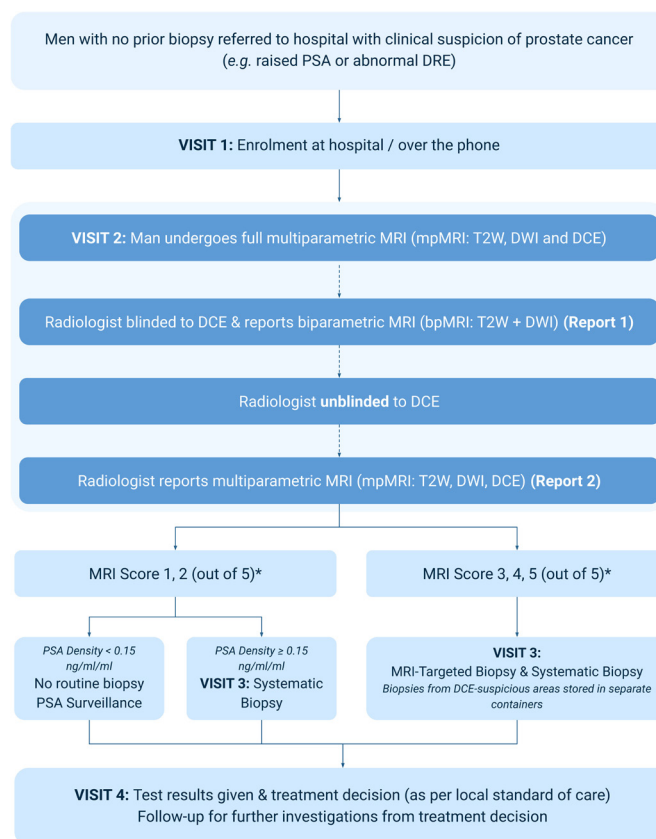 Men with no prior biopsy referred to hospital with clinical suspicion of prostate cancer
(e.g. raised PSA or abnormal DRE)
VISIT 1: Enrolment at hospital / over the phone
VISIT 2: Man undergoes full multiparametric MRI (mpMRI: T2W, DWI and DCE)
Radiologist blinded to DCE & reports biparametric MRI (bpMRI: T2W + DWI) (Report 1)
Radiologist unblinded to DCE
Radiologist reports multiparametric MRI (mpMRI: T2W, DWI, DCE) (Report 2)
MRI Score 1, 2 (out of 5)*
MRI Score 3, 4, 5 (out of 5)*
PSA Density < 0.15
ng/ml/ml
No routine biopsy
PSA Surveillance
PSA Density ≥ 0.15
ng/ml/ml
VISIT 3: Systematic
Biopsy
VISIT 3:
MRI-Targeted Biopsy & Systematic Biopsy
Biopsies from DCE-suspicious areas stored in separate
containers
VISIT 4: Test results given & treatment decision (as per local standard of care)
Follow-up for further investigations from treatment decision